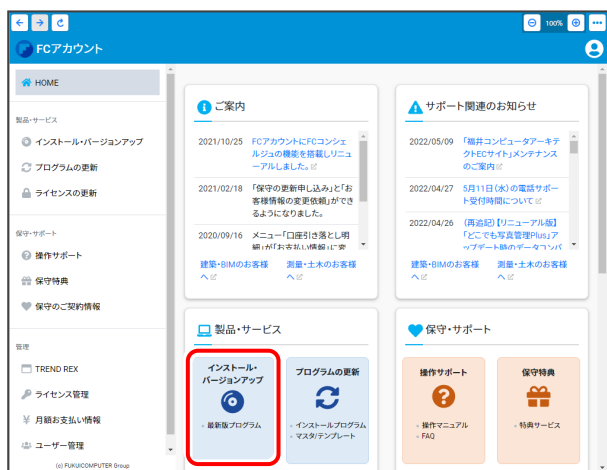 100%
FCアカウント
HOME
製品・サービス
インストール・バージョンアップ
プログラムの更新
ライセンスの更新
保守・サポート
操作サポート
保守特典
保守のご契約情報
管理
TREND REX
ライセンス管理
月額お支払い情報
ユーザー管理
(c) FUKUICOMPUTER Group
ご案内
2021/10/25 FCアカウントにFCコンシェ
ルジュの機能を搭載しリニュ
ーアルしました。
2021/02/18 「保守の更新申し込み」と「お
客様情報の変更依頼」ができ
るようになりました。
2020/09/16 メニュー「口座引き落とし明
細」が「お支払い情報」に変
建築・BIMのお客様
へ
測量・土木のお客様
へ
サポート関連のお知らせ
2022/05/09 「福井コンピュータアーキテ
クトECサイト」メンテナンス
のご案内
2022/04/27 5月11日(水)の電話サポー
ト受付時間について
2022/04/26 (再追記)【リニューアル版】
「どこでも写真管理Plus」ア
ップデート時のデータコンバ
建築・BIMのお客様
へ
測量・土木のお客様
へ
製品・サービス
インストール・
バージョンアップ
最新版プログラム
プログラムの更新
インストールプログラム
マスタ/テンプレート
保守・サポート
操作サポート
操作マニュアル
FAQ
保守特典
特典サービス